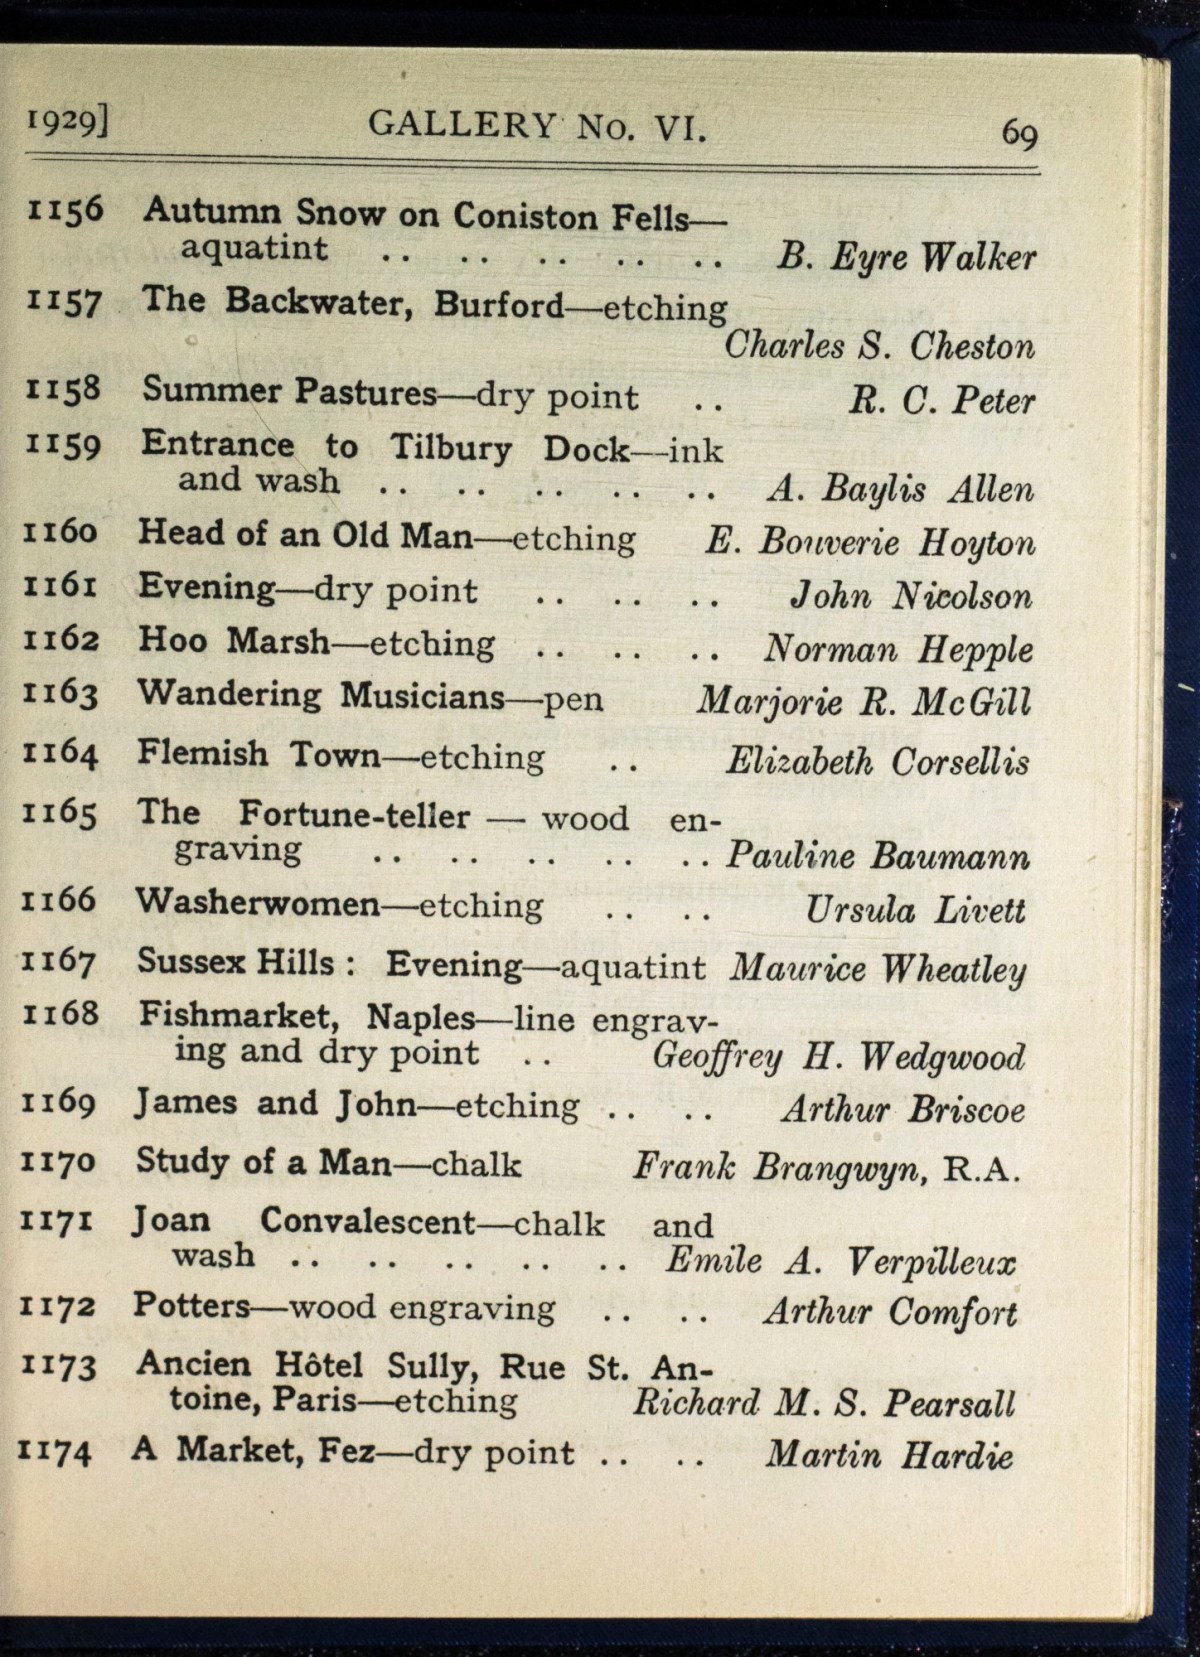 1929] GALLERY No. VI. 69
1156 Autumn Snow on Coniston Fells—
aquatint .. .. .. .. .. B. Eyre Walker
1157 The Backwater, Burford—etching
Charles S. Cheston
1158 Summer Pastures—dry point .. R. C. Peter
1159 Entrance to Tilbury Dock—ink
and wash .. .. .. .. .. A. Baylis Allen
1160 Head of an Old Man—etching E. Bouverie Hoyton
1161 Evening—dry point .. .. .. John Nicolson
1162 Hoo Marsh—etching .. .. .. Norman Hepple
1163 Wandering Musicians—pen Marjorie R. McGill
1164 Flemish Town—etching .. Elizabeth Corsellis
1165 The Fortune-teller — wood en-
graving .. .. .. .. .. Pauline Baumann
1166 Washerwomen—etching .. .. Ursula Livett
1167 Sussex Hills : Evening—aquatint Maurice Wheatley
1168 Fishmarket, Naples—line engrav-
ing and dry point .. Geoffrey H. Wedgwood
1169 James and John—etching .. .. Arthur Briscoe
1170 Study of a Man—chalk Frank Brangwyn, R.A.
1171 Joan Convalescent—chalk and
wash .. .. .. .. .. Emile A. Verpilleux
1172 Potters—wood engraving .. .. Arthur Comfort
1173 Ancien Hôtel Sully, Rue St. An-
toine, Paris—etching Richard M. S. Pearsall
1174 A Market, Fez—dry point .. .. Martin Hardie